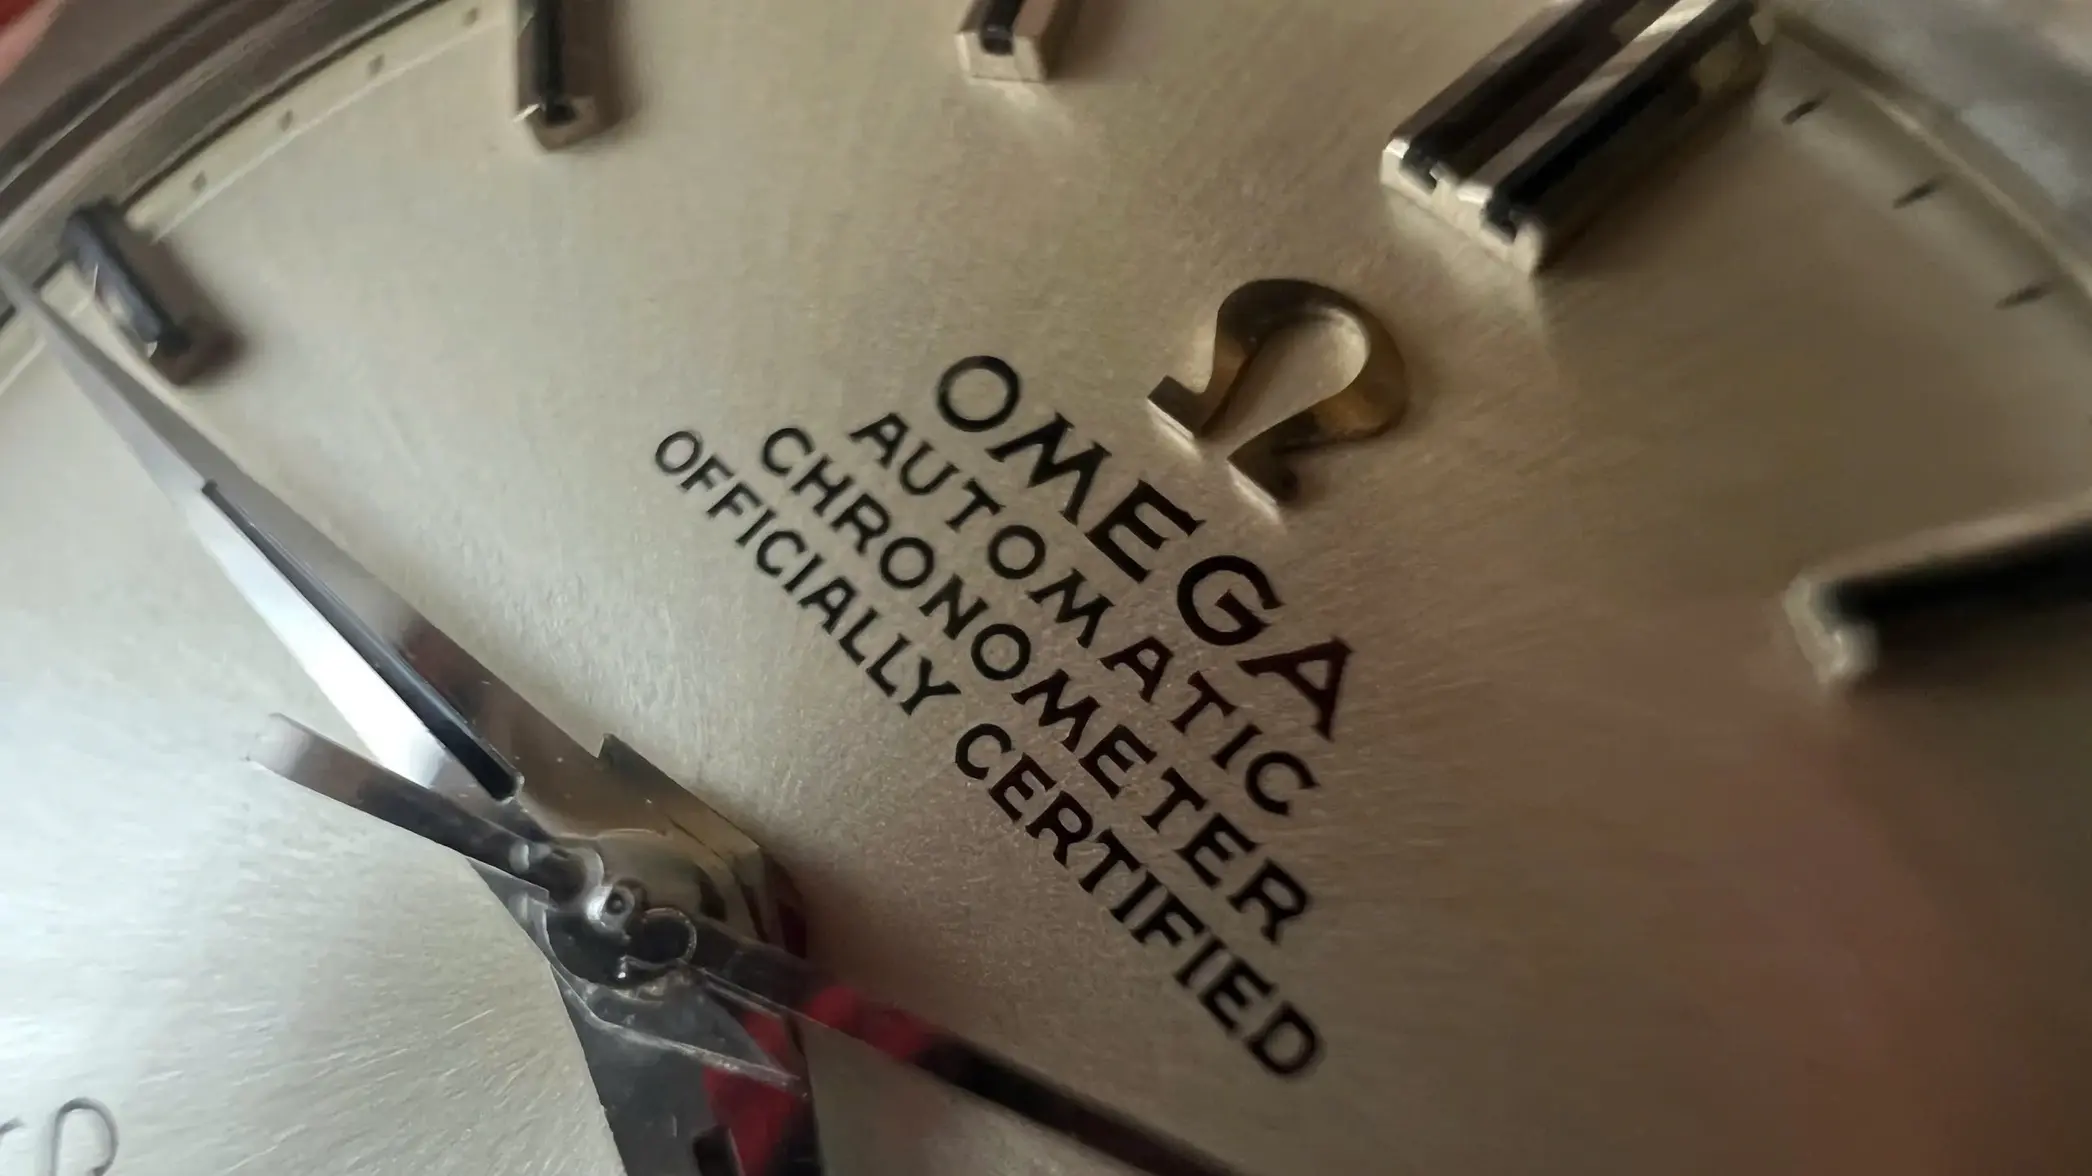 OMEGA
AUTOMATIC
CHRONOMETER
OFFICIALLY CERTIFIED